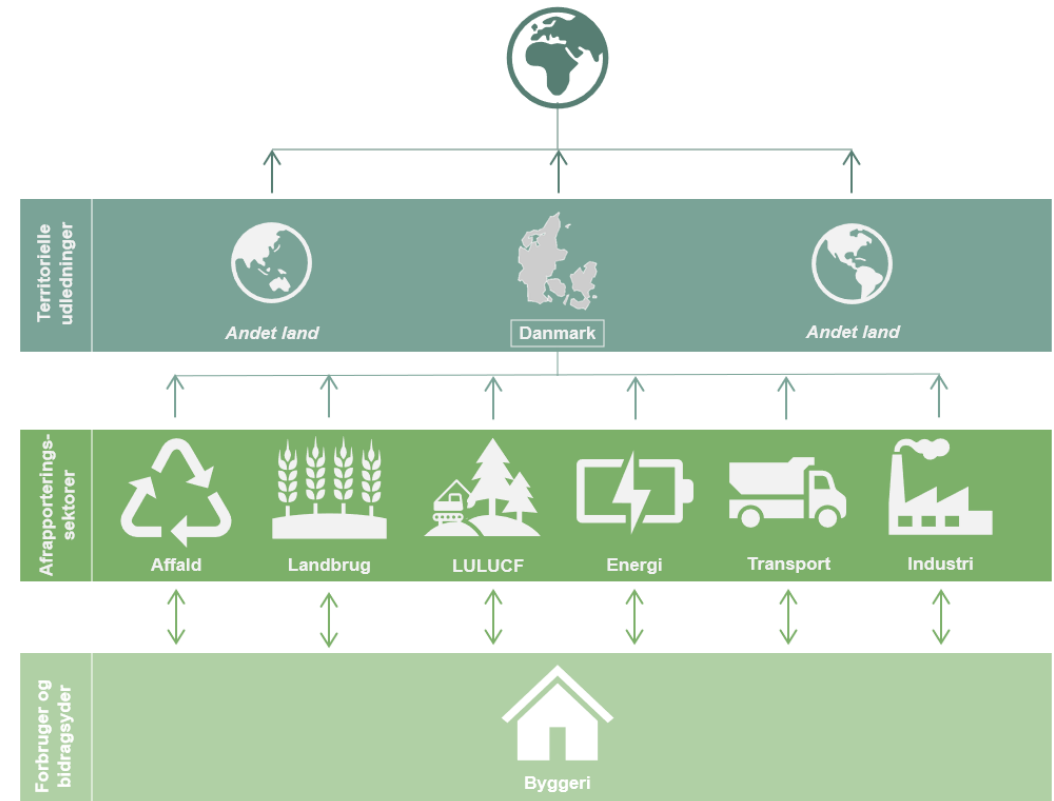 Territorielle
udledninger
Andet land
Danmark
Andet land
Afrapporterings-
sektorer
Affald
Landbrug
LULUCF
Energi
Transport
Industri
Forbruger og
bidragsyder
Byggeri